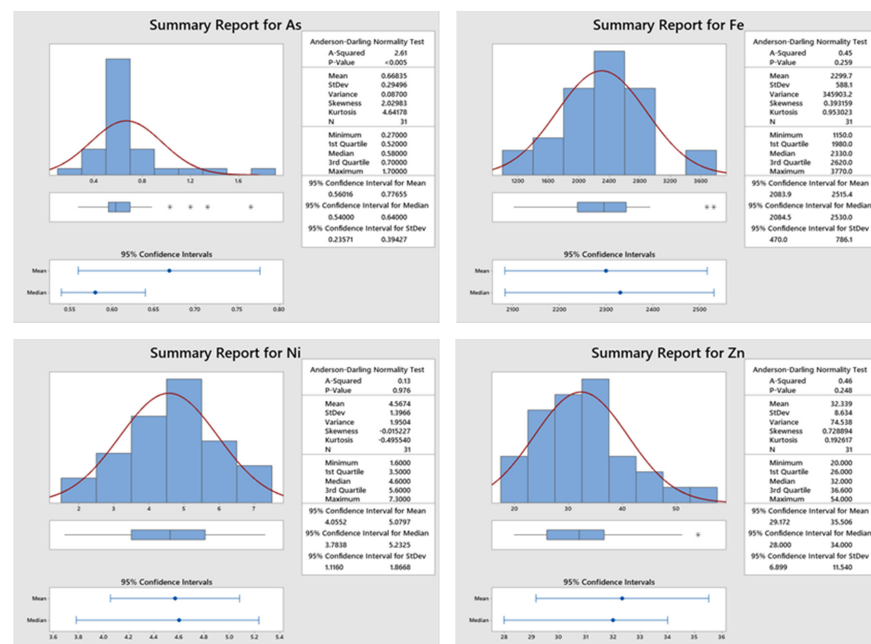 Summary Report for As
Anderson-Darling Normality Test
A-Squared 2.61
P-Value <0.005
Mean 0.66835
StDev 0.29496
Variance 0.08700
Skewness 2.02983
Kurtosis 4.64178
N 31
Minimum 0.27000
1st Quartile 0.52000
Median 0.58000
3rd Quartile 0.70000
Maximum 1.70000
95% Confidence Interval for Mean
0.56016 0.77655
95% Confidence Interval for Median
0.54000 0.64000
95% Confidence Interval for StDev
0.23571 0.39427
0.4 0.8 1.2 1.6
95% Confidence Intervals
Mean
Median
0.55 0.60 0.65 0.70 0.75 0.80
Summary Report for Fe
Anderson-Darling Normality Test
A-Squared 0.45
P-Value 0.259
Mean 2299.7
StDev 588.1
Variance 345903.2
Skewness 0.393159
Kurtosis 0.953023
N 31
Minimum 1150.0
1st Quartile 1980.0
Median 2330.0
3rd Quartile 2620.0
Maximum 3770.0
95% Confidence Interval for Mean
2083.9 2515.4
95% Confidence Interval for Median
2084.5 2530.0
95% Confidence Interval for StDev
470.0 786.1
1200 1600 2000 2400 2800 3200 3600
95% Confidence Intervals
Mean
Median
2100 2200 2300 2400 2500
Summary Report for Ni
Anderson-Darling Normality Test
A-Squared 0.13
P-Value 0.976
Mean 4.5674
StDev 1.3966
Variance 1.9504
Skewness -0.015227
Kurtosis -0.495540
N 31
Minimum 1.6000
1st Quartile 3.5000
Median 4.6000
3rd Quartile 5.6000
Maximum 7.3000
95% Confidence Interval for Mean
4.0552 5.0797
95% Confidence Interval for Median
3.7838 5.2325
95% Confidence Interval for StDev
1.1160 1.8668
2 3 4 5 6 7
95% Confidence Intervals
Mean
Median
3.6 3.8 4.0 4.2 4.4 4.6 4.8 5.0 5.2 5.4
Summary Report for Zn
Anderson-Darling Normality Test
A-Squared 0.46
P-Value 0.248
Mean 32.339
StDev 8.634
Variance 74.538
Skewness 0.728894
Kurtosis 0.192617
N 31
Minimum 20.000
1st Quartile 26.000
Median 32.000
3rd Quartile 36.600
Maximum 54.000
95% Confidence Interval for Mean
29.172 35.506
95% Confidence Interval for Median
28.000 34.000
95% Confidence Interval for StDev
6.899 11.540
20 30 40 50
95% Confidence Intervals
Mean
Median
28 29 30 31 32 33 34 35 36